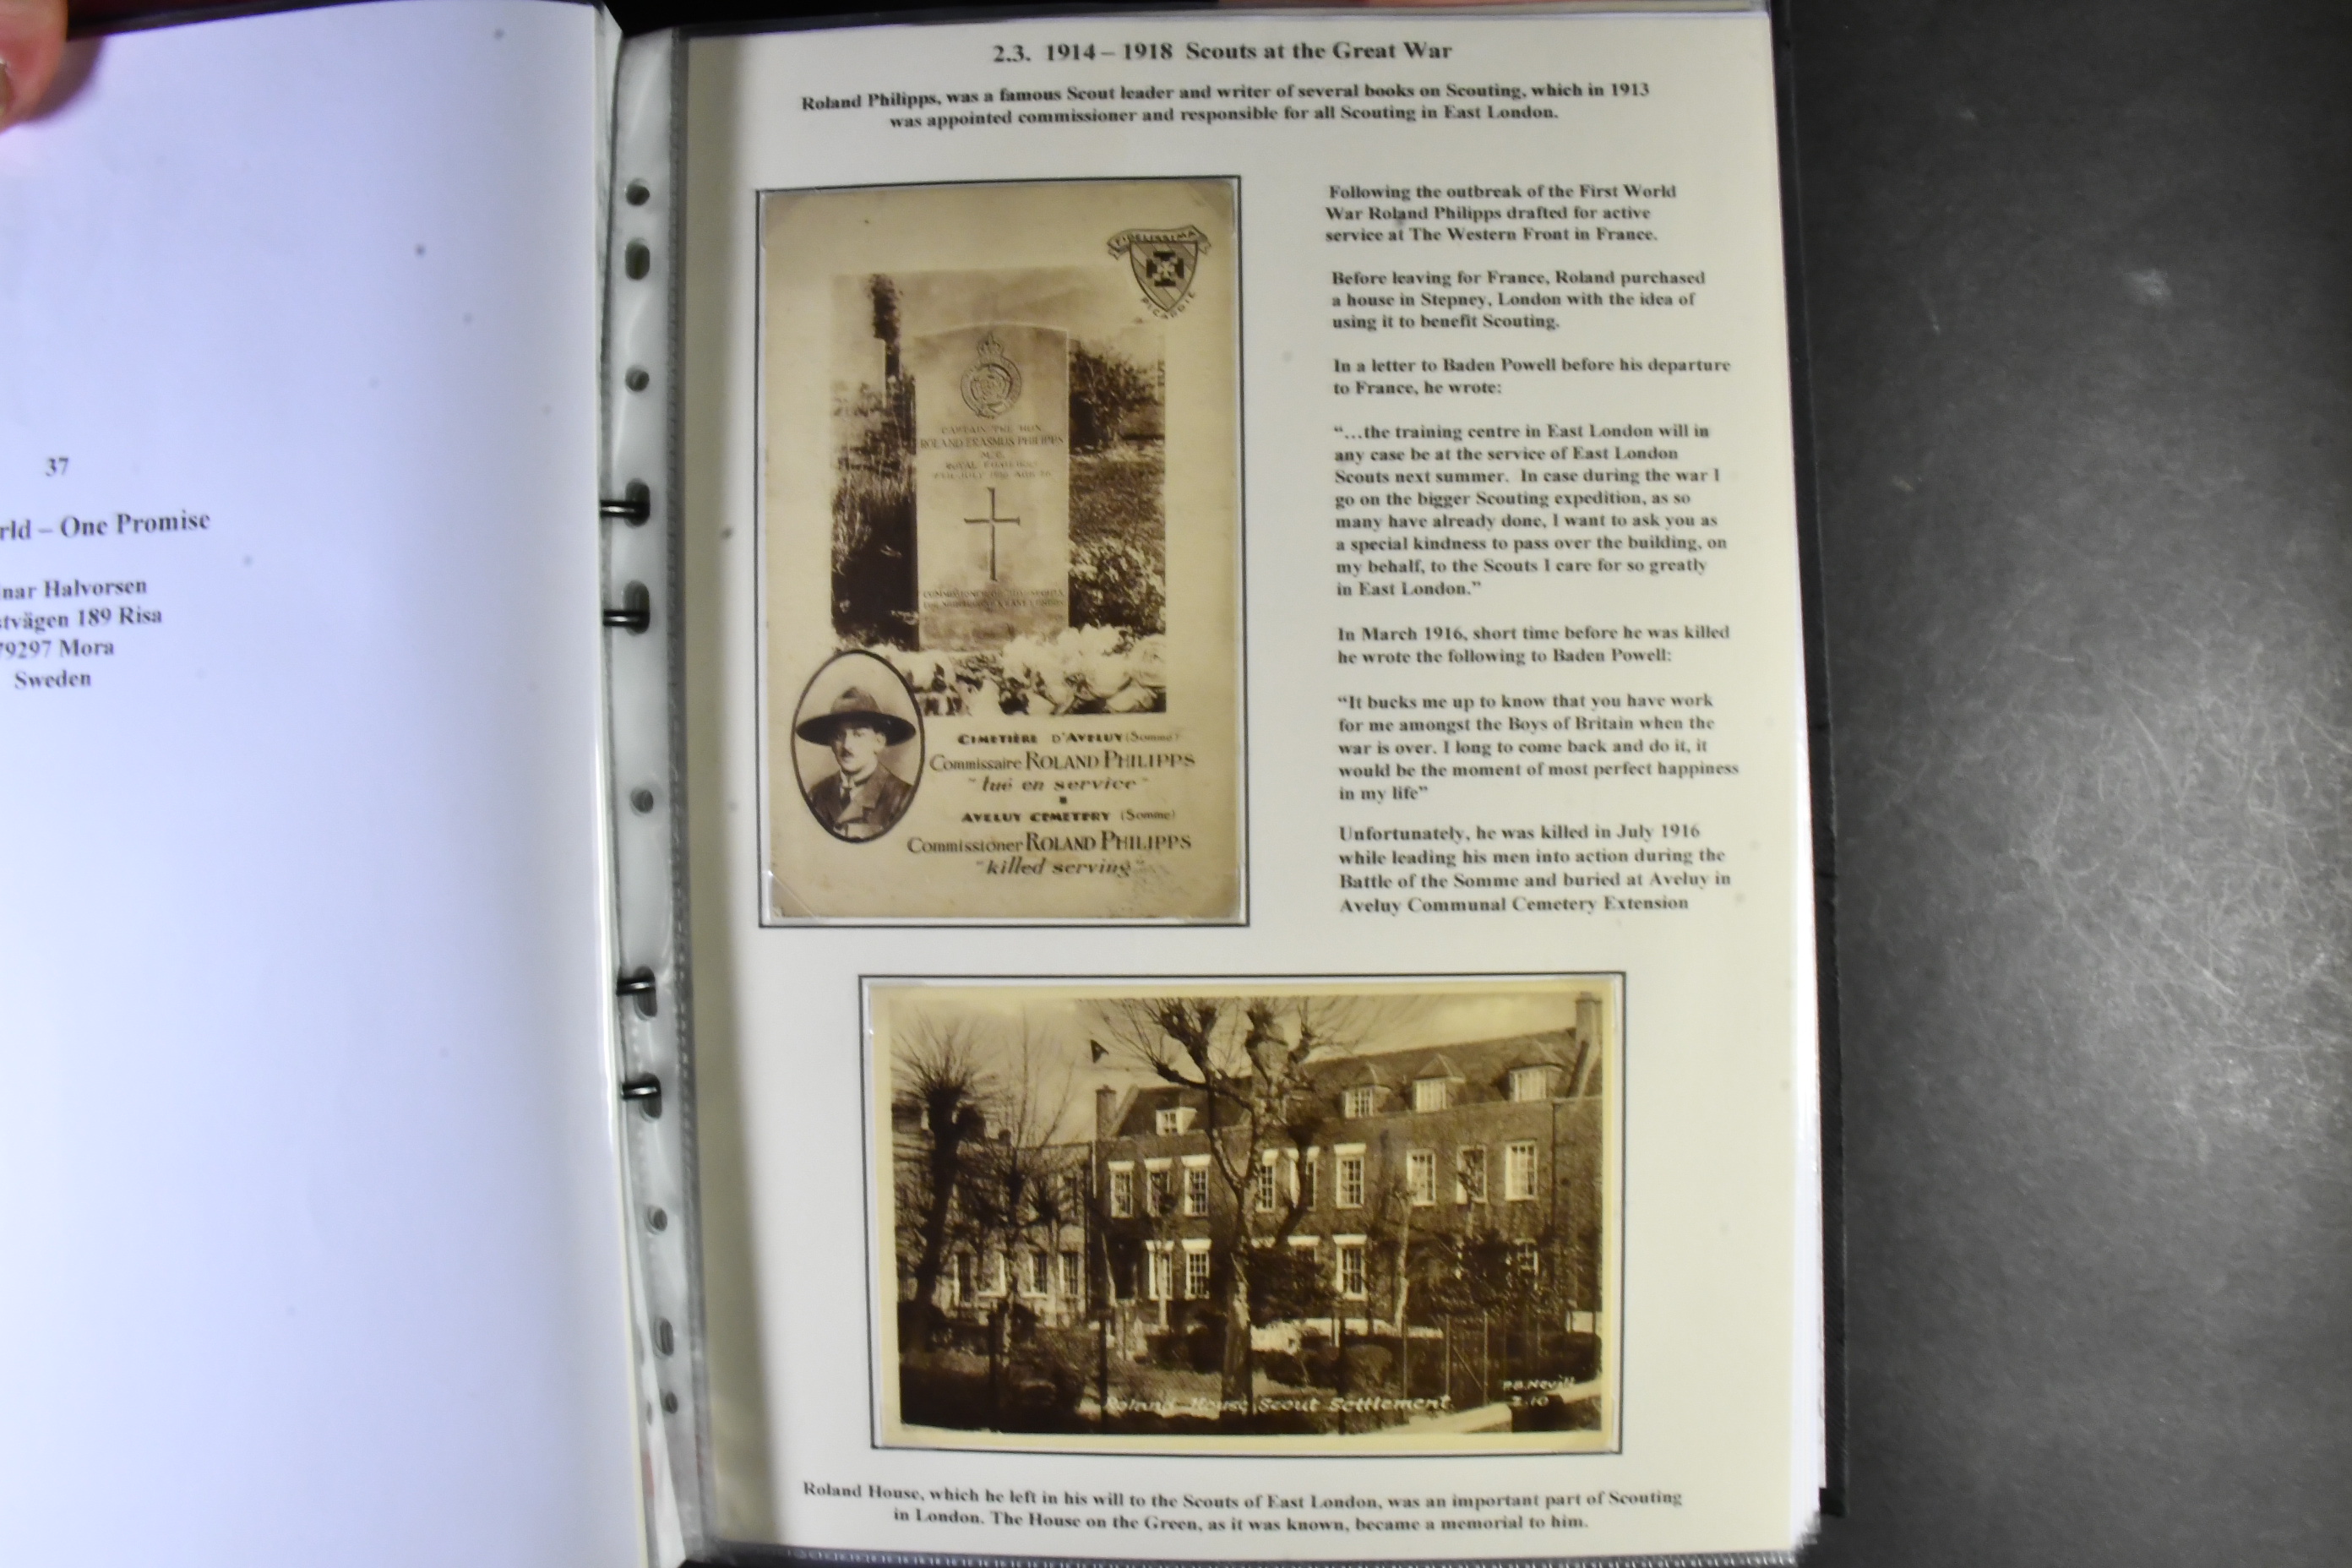 37
rld – One Promise
nar Halvorsen
stvägen 189 Risa
79297 Mora
Sweden
2.3. 1914 – 1918 Scouts at the Great War
Roland Philipps, was a famous Scout leader and writer of several books on Scouting, which in 1913
was appointed commissioner and responsible for all Scouting in East London.
FIDELISSIMA
PICARDIE
CAPTAIN THE HON.
ROLAND ERASMUS PHILIPPS
M.C.
CIMETIÈRE D'AVELUY (Somme)
Commissaire ROLAND PHILIPPS
"tué en service"
AVELUY CEMETERY (Somme)
Commissioner ROLAND PHILIPPS
"killed serving"
Following the outbreak of the First World
War Roland Philipps drafted for active
service at The Western Front in France.
Before leaving for France, Roland purchased
a house in Stepney, London with the idea of
using it to benefit Scouting.
In a letter to Baden Powell before his departure
to France, he wrote:
“…the training centre in East London will in
any case be at the service of East London
Scouts next summer. In case during the war I
go on the bigger Scouting expedition, as so
many have already done, I want to ask you as
a special kindness to pass over the building, on
my behalf, to the Scouts I care for so greatly
in East London.”
In March 1916, short time before he was killed
he wrote the following to Baden Powell:
“It bucks me up to know that you have work
for me amongst the Boys of Britain when the
war is over. I long to come back and do it, it
would be the moment of most perfect happiness
in my life”
Unfortunately, he was killed in July 1916
while leading his men into action during the
Battle of the Somme and buried at Aveluy in
Aveluy Communal Cemetery Extension
Roland House, Scout Settlement.
P.B. Nevill
2.10
Roland House, which he left in his will to the Scouts of East London, was an important part of Scouting
in London. The House on the Green, as it was known, became a memorial to him.